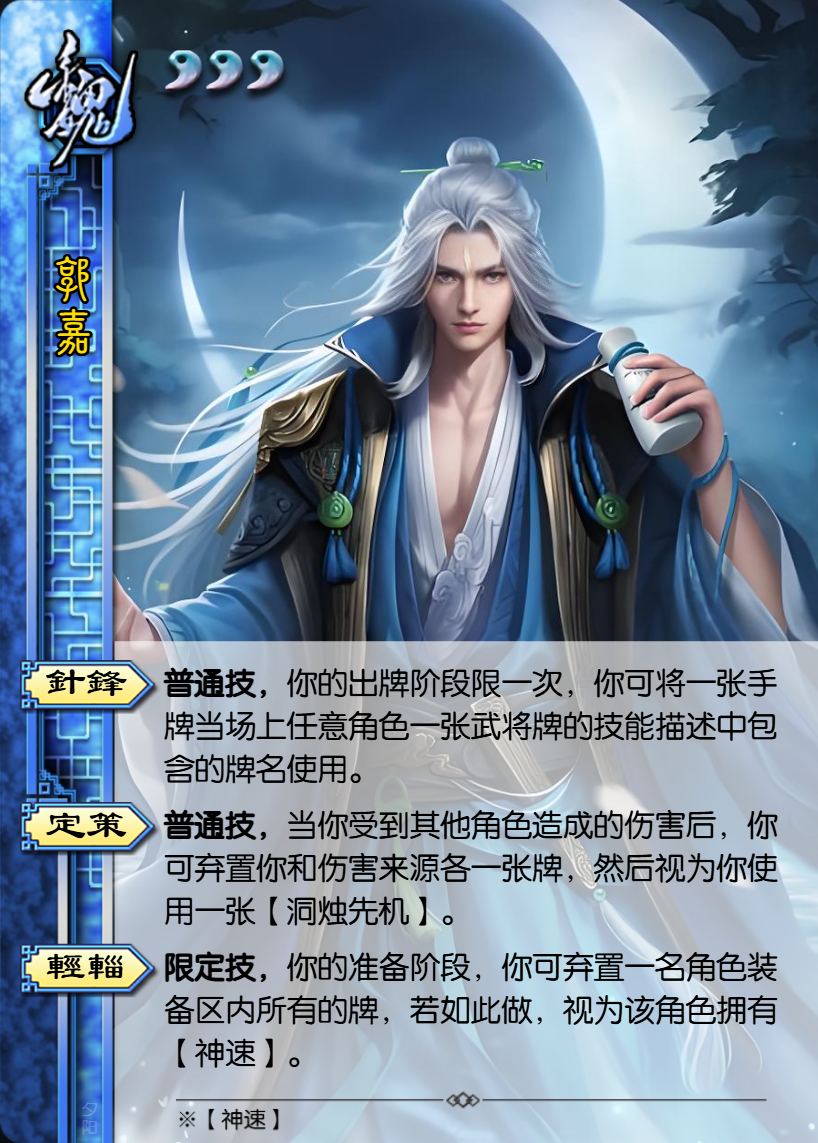 魏
郭嘉
針鋒
普通技，你的出牌阶段限一次，你可将一张手
牌当场上任意角色一张武将牌的技能描述中包
含的牌名使用。
定策
普通技，当你受到其他角色造成的伤害后，你
可弃置你和伤害来源各一张牌，然后视为你使
用一张【洞烛先机】。
輕輜
限定技，你的准备阶段，你可弃置一名角色装
备区内所有的牌，若如此做，视为该角色拥有
【神速】。
※【神速】
夕阳